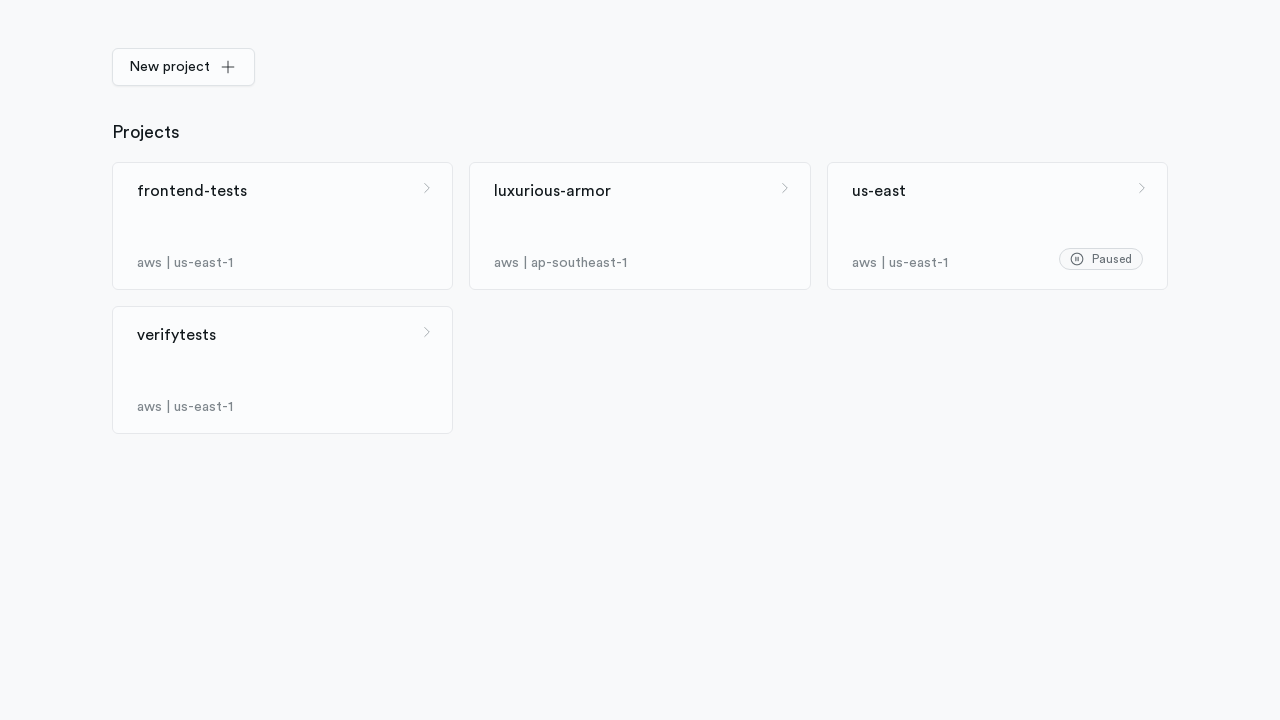 New project
Projects
frontend-tests
aws | us-east-1
luxurious-armor
aws | ap-southeast-1
us-east
aws | us-east-1
Paused
verifytests
aws | us-east-1